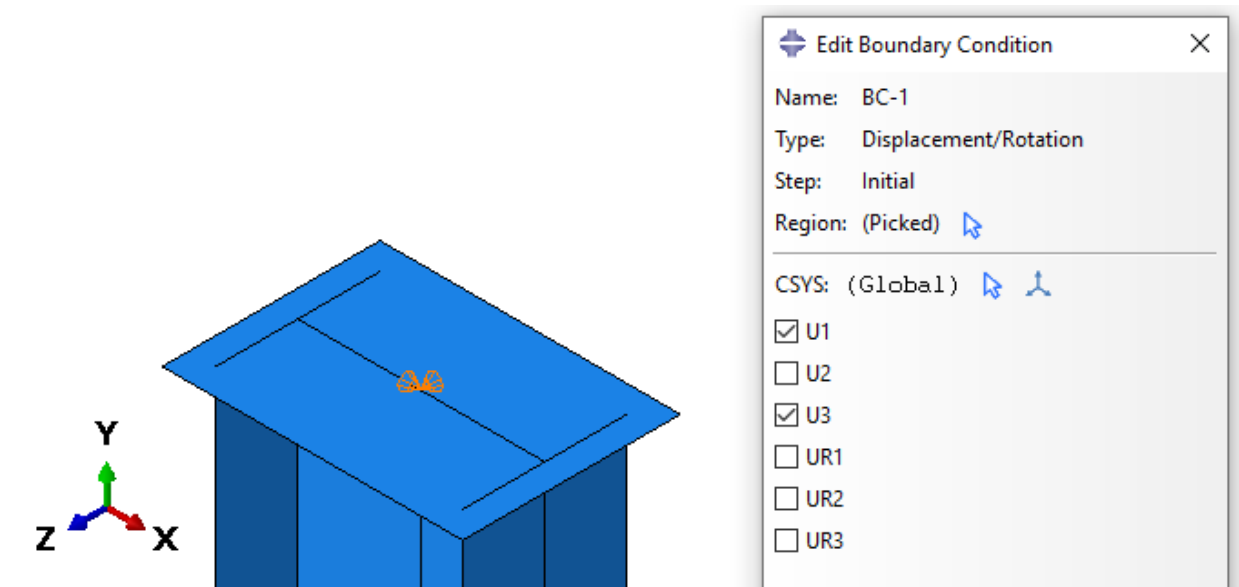 Edit Boundary Condition
Name: BC-1
Type: Displacement/Rotation
Step: Initial
Region: (Picked)
CSYS: (Global)
U1
U2
U3
UR1
UR2
UR3
Y
Z X